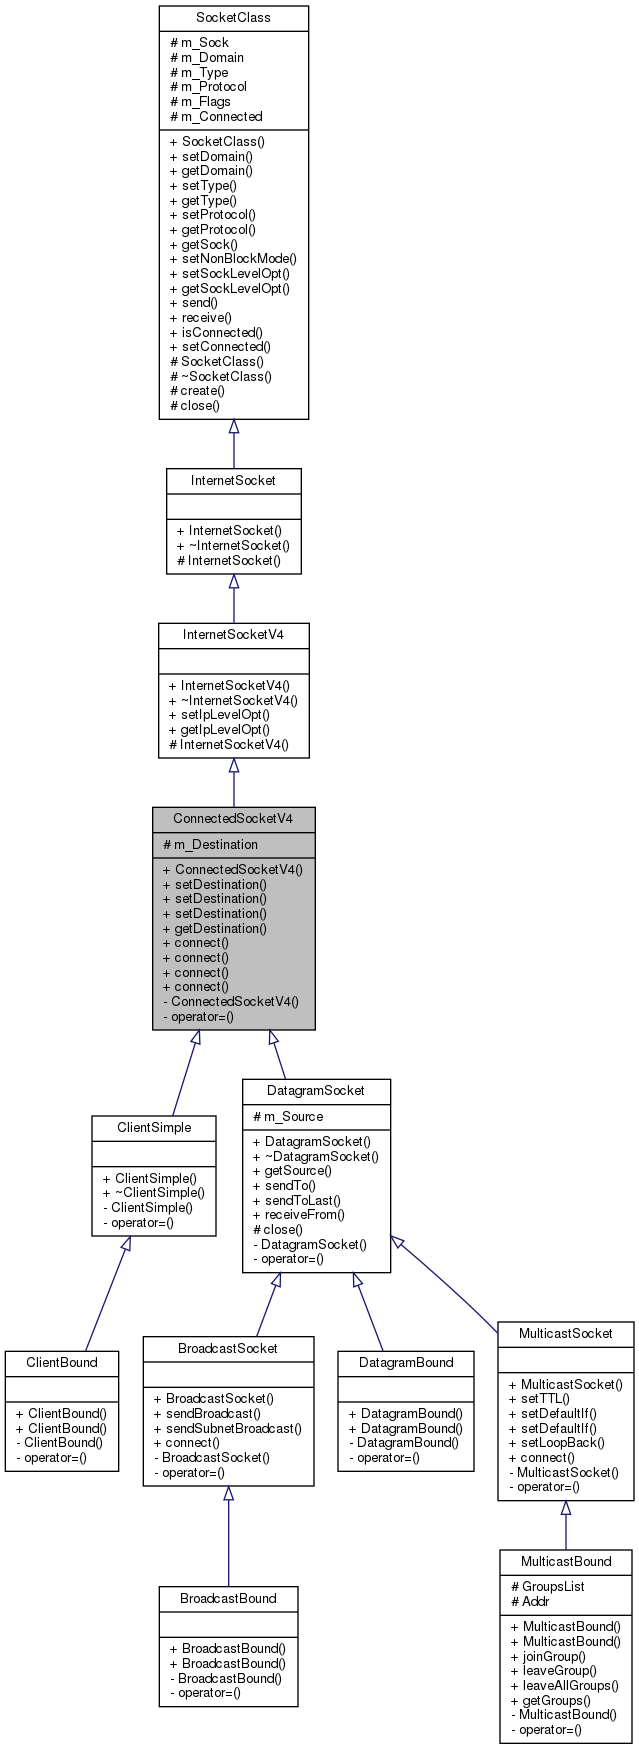 SocketClass
# m_Sock
# m_Domain
# m_Type
# m_Protocol
# m_Flags
# m_Connected
+ SocketClass()
+ setDomain()
+ getDomain()
+ setType()
+ getType()
+ setProtocol()
+ getProtocol()
+ getSock()
+ setNonBlockMode()
+ setSockLevelOpt()
+ getSockLevelOpt()
+ send()
+ receive()
+ isConnected()
+ setConnected()
# SocketClass()
# ~SocketClass()
# create()
# close()
InternetSocket
+ InternetSocket()
+ ~InternetSocket()
# InternetSocket()
InternetSocketV4
+ InternetSocketV4()
+ ~InternetSocketV4()
+ setIpLevelOpt()
+ getIpLevelOpt()
# InternetSocketV4()
ConnectedSocketV4
# m_Destination
+ ConnectedSocketV4()
+ setDestination()
+ setDestination()
+ setDestination()
+ getDestination()
+ connect()
+ connect()
+ connect()
+ connect()
- ConnectedSocketV4()
- operator=()
ClientSimple
+ ClientSimple()
+ ~ClientSimple()
- ClientSimple()
- operator=()
DatagramSocket
# m_Source
+ DatagramSocket()
+ ~DatagramSocket()
+ getSource()
+ sendTo()
+ sendToLast()
+ receiveFrom()
# close()
- DatagramSocket()
- operator=()
ClientBound
+ ClientBound()
+ ClientBound()
- ClientBound()
- operator=()
BroadcastSocket
+ BroadcastSocket()
+ sendBroadcast()
+ sendSubnetBroadcast()
+ connect()
- BroadcastSocket()
- operator=()
DatagramBound
+ DatagramBound()
+ DatagramBound()
- DatagramBound()
- operator=()
MulticastSocket
+ MulticastSocket()
+ setTTL()
+ setDefaultIf()
+ setDefaultIf()
+ setLoopBack()
+ connect()
- MulticastSocket()
- operator=()
BroadcastBound
+ BroadcastBound()
+ BroadcastBound()
- BroadcastBound()
- operator=()
MulticastBound
# GroupsList
# Addr
+ MulticastBound()
+ MulticastBound()
+ joinGroup()
+ leaveGroup()
+ leaveAllGroups()
+ getGroups()
- MulticastBound()
- operator=()